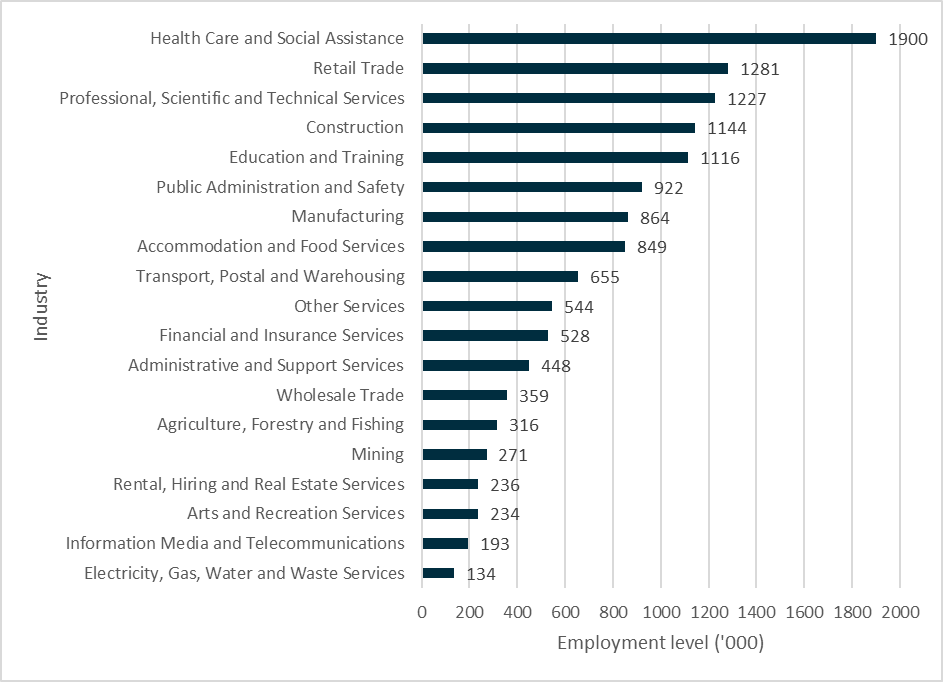 Health Care and Social Assistance 1900
Retail Trade 1281
Professional, Scientific and Technical Services 1227
Construction 1144
Education and Training 1116
Public Administration and Safety 922
Manufacturing 864
Accommodation and Food Services 849
Transport, Postal and Warehousing 655
Other Services 544
Financial and Insurance Services 528
Administrative and Support Services 448
Wholesale Trade 359
Agriculture, Forestry and Fishing 316
Mining 271
Rental, Hiring and Real Estate Services 236
Arts and Recreation Services 234
Information Media and Telecommunications 193
Electricity, Gas, Water and Waste Services 134
Industry
0 200 400 600 800 1000 1200 1400 1600 1800 2000
Employment level ('000)